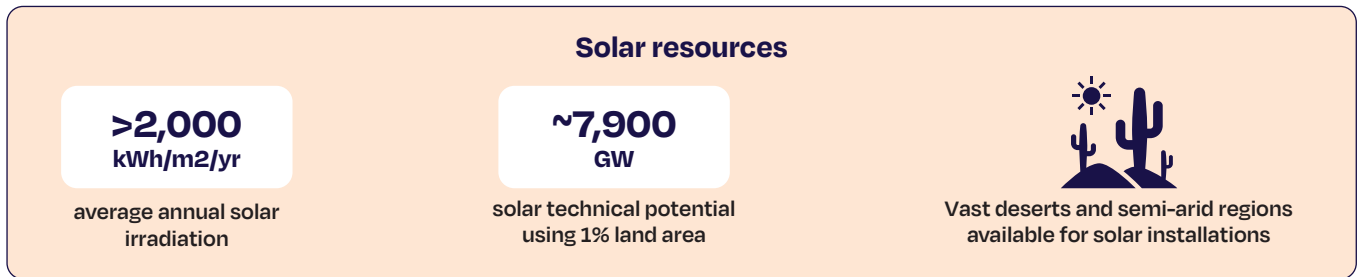 Solar resources
>2,000
kWh/m2/yr
average annual solar
irradiation
~7,900
GW
solar technical potential
using 1% land area
Vast deserts and semi-arid regions
available for solar installations